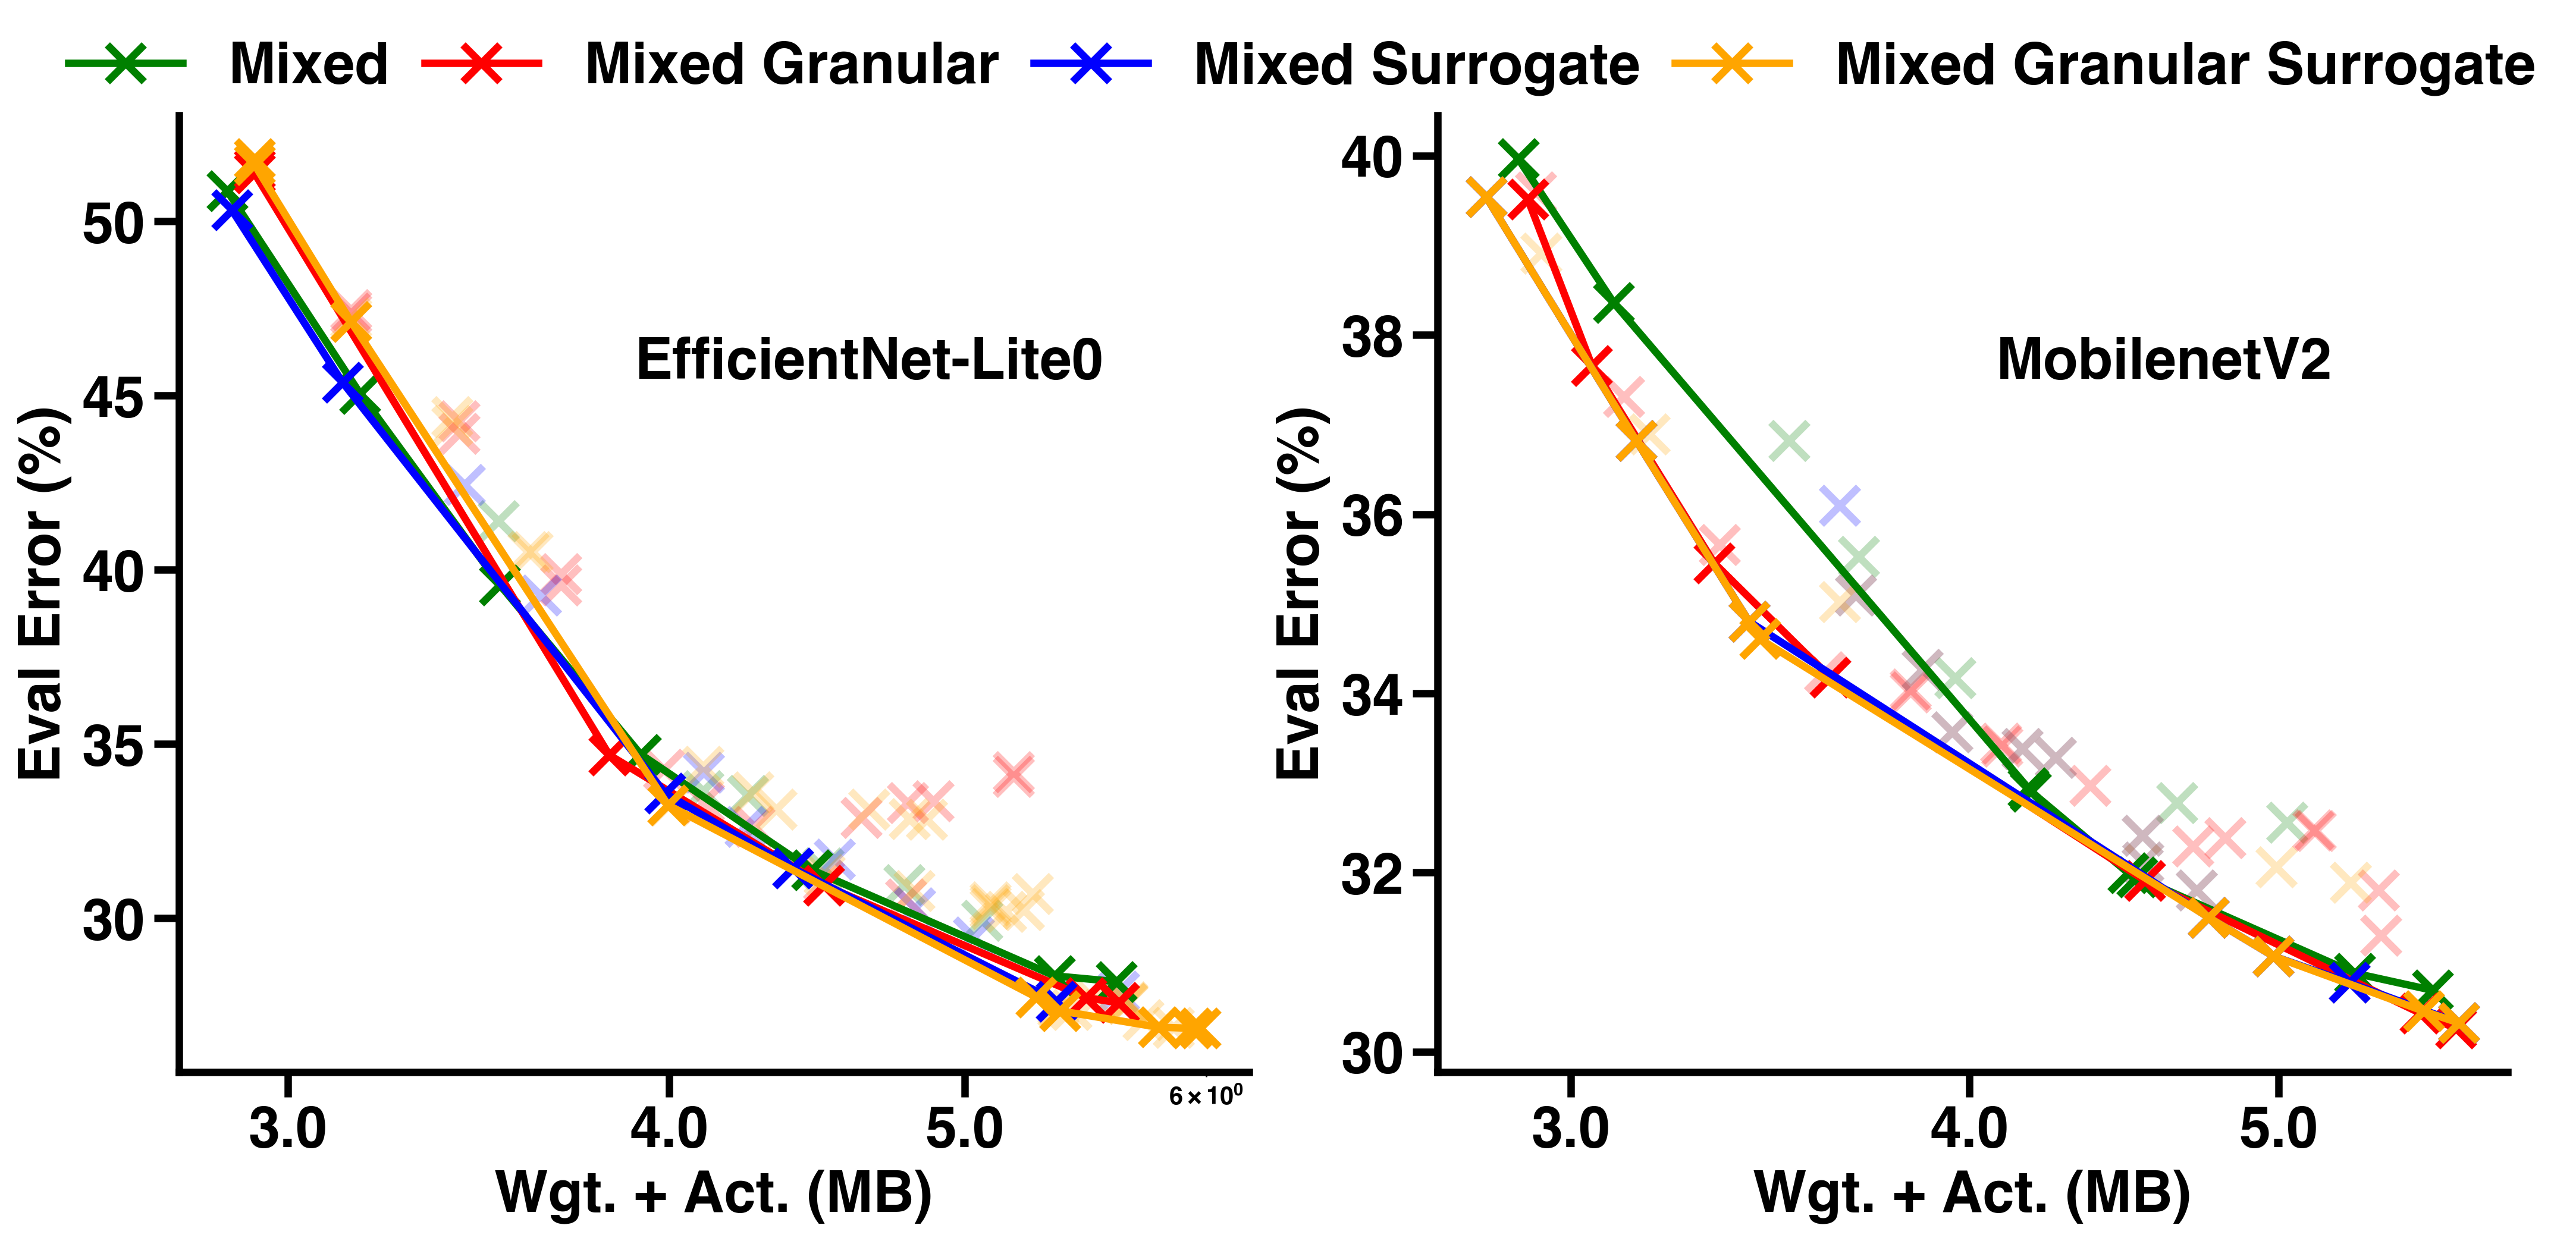 Mixed Mixed Granular Mixed Surrogate Mixed Granular Surrogate
EfficientNet-Lite0
50
45
40
35
30
Eval Error (%)
3.0 4.0 5.0 6×10⁰
Wgt. + Act. (MB)
MobilenetV2
40
38
36
34
32
30
Eval Error (%)
3.0 4.0 5.0
Wgt. + Act. (MB)